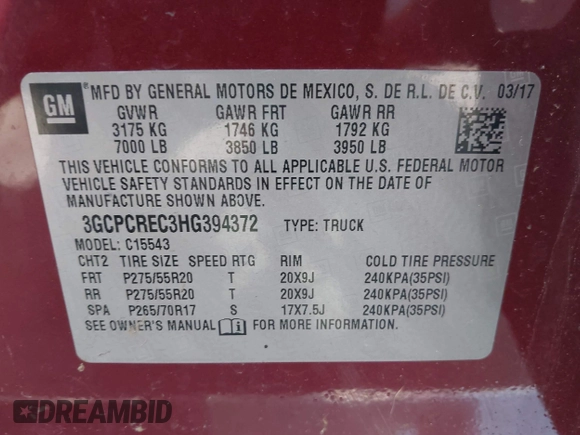 GM ® MFD BY GENERAL MOTORS DE MEXICO, S. DE R.L. DE C.V. 03/17
GVWR GAWR FRT GAWR RR
3175 KG 1746 KG 1792 KG
7000 LB 3850 LB 3950 LB
THIS VEHICLE CONFORMS TO ALL APPLICABLE U.S. FEDERAL MOTOR
VEHICLE SAFETY STANDARDS IN EFFECT ON THE DATE OF
MANUFACTURE SHOWN ABOVE.
3GCPCREC3HG394372 TYPE: TRUCK
MODEL: C15543
CHT2 TIRE SIZE SPEED RTG RIM COLD TIRE PRESSURE
FRT P275/55R20 T 20X9J 240KPA(35PSI)
RR P275/55R20 T 20X9J 240KPA(35PSI)
SPA P265/70R17 S 17X7.5J 240KPA(35PSI)
SEE OWNER'S MANUAL FOR MORE INFORMATION.
DREAMBID